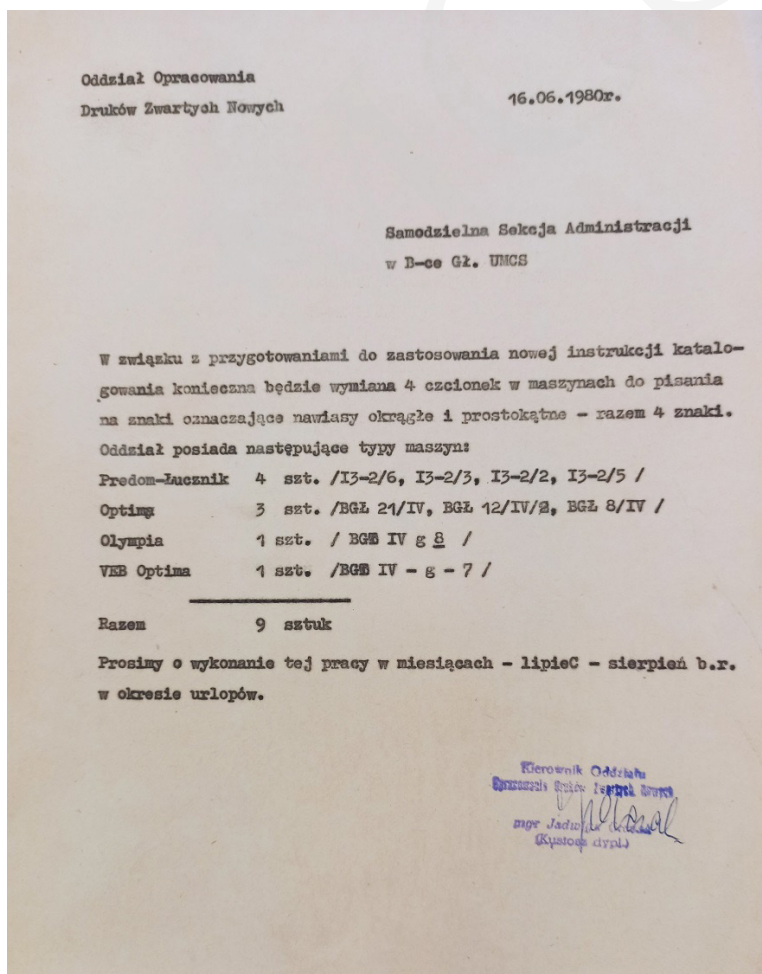 Oddział Opracowania
Druków Zwartych Nowych
16.06.1980r.
Samodzielna Sekcja Administracji
w B-ce Gł. UMCS
W związku z przygotowaniami do zastosowania nowej instrukcji katalo-
gowania konieczna będzie wymiana 4 czcionek w maszynach do pisania
na znaki oznaczające nawiasy okrągłe i prostokątne - razem 4 znaki.
Oddział posiada następujące typy maszyn:
Predom-Łucznik 4 szt. /I3-2/6, I3-2/3, I3-2/2, I3-2/5 /
Optima 3 szt. /BGŁ 21/IV, BGŁ 12/IV/2, BGŁ 8/IV /
Olympia 1 szt. / BGŁ IV g 8 /
VEB Optima 1 szt. /BGŁ IV - g - 7 /
Razem 9 sztuk
Prosimy o wykonanie tej pracy w miesiącach - lipieC - sierpień b.r.
w okresie urlopów.
Kierownik Oddziału
Opracowania Druków Zwartych Nowych
mgr
(Kustosz dypl.)